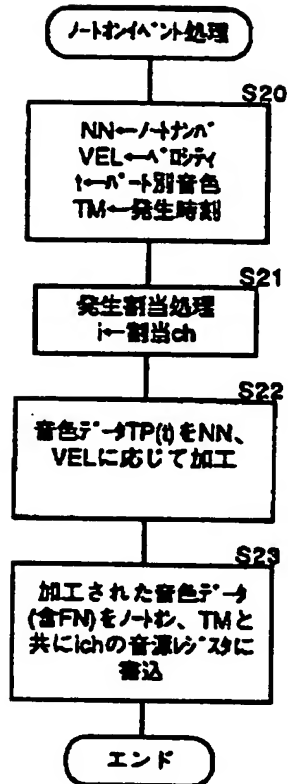 ノートオンイベント処理
S20
NN←ノートナンバ
VEL←ベロシティ
t←パート別音色
TM←発生時刻
S21
発生割当処理
i←割当ch
S22
音色データTP(t)をNN、
VELに応じて加工
S23
加工された音色データ
(含FN)をノートオン、TMと
共にichの音源レジスタに
書込
エンド